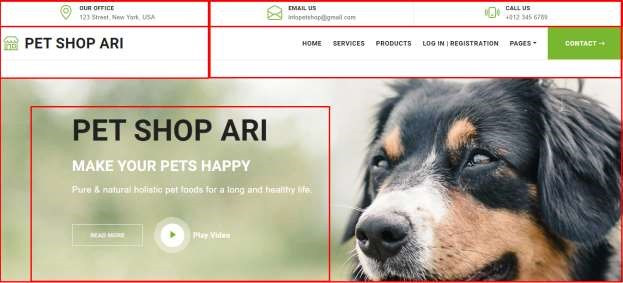 OUR OFFICE
123 Street, New York, USA
EMAIL US
infopetshop@gmail.com
CALL US
+012 345 6789
PET SHOP ARI
HOME SERVICES PRODUCTS LOG IN | REGISTRATION PAGES CONTACT →
PET SHOP ARI
MAKE YOUR PETS HAPPY
Pure & natural holistic pet foods for a long and healthy life.
READ MORE Play Video